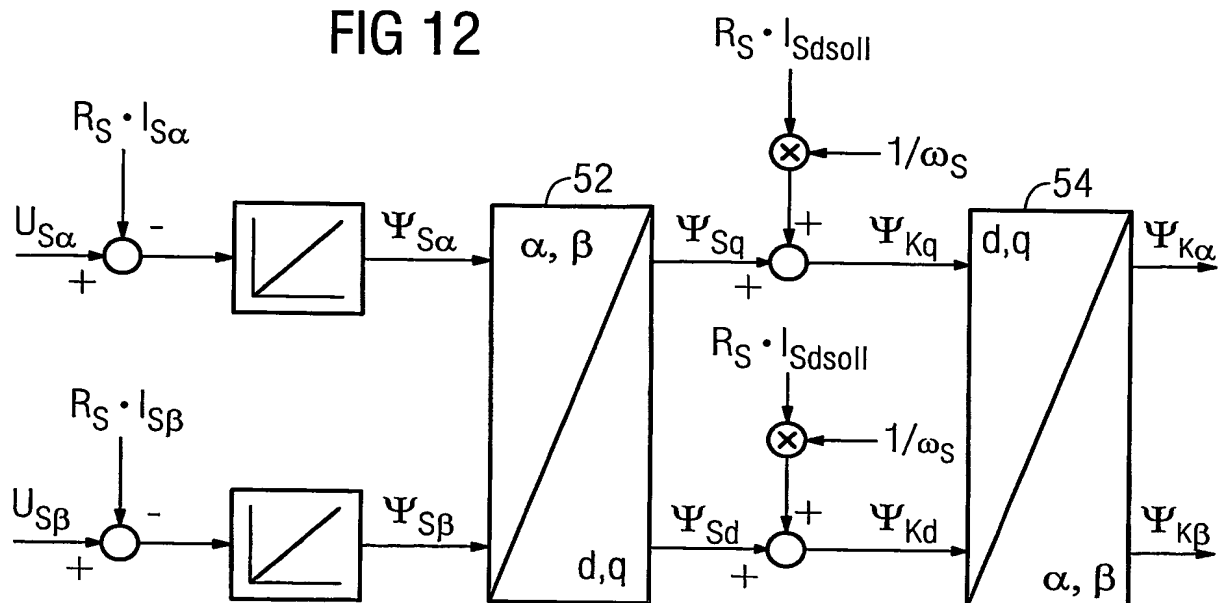 FIG 12
R_S · I_Sα
U_Sα
-
+
Ψ_Sα
52
α, β
d,q
Ψ_Sq
R_S · I_Sdsoll
1/ω_S
+
+
Ψ_Kq
54
d,q
α, β
Ψ_Kα
R_S · I_Sβ
U_Sβ
-
+
Ψ_Sβ
Ψ_Sd
R_S · I_Sdsoll
1/ω_S
+
+
Ψ_Kd
Ψ_Kβ